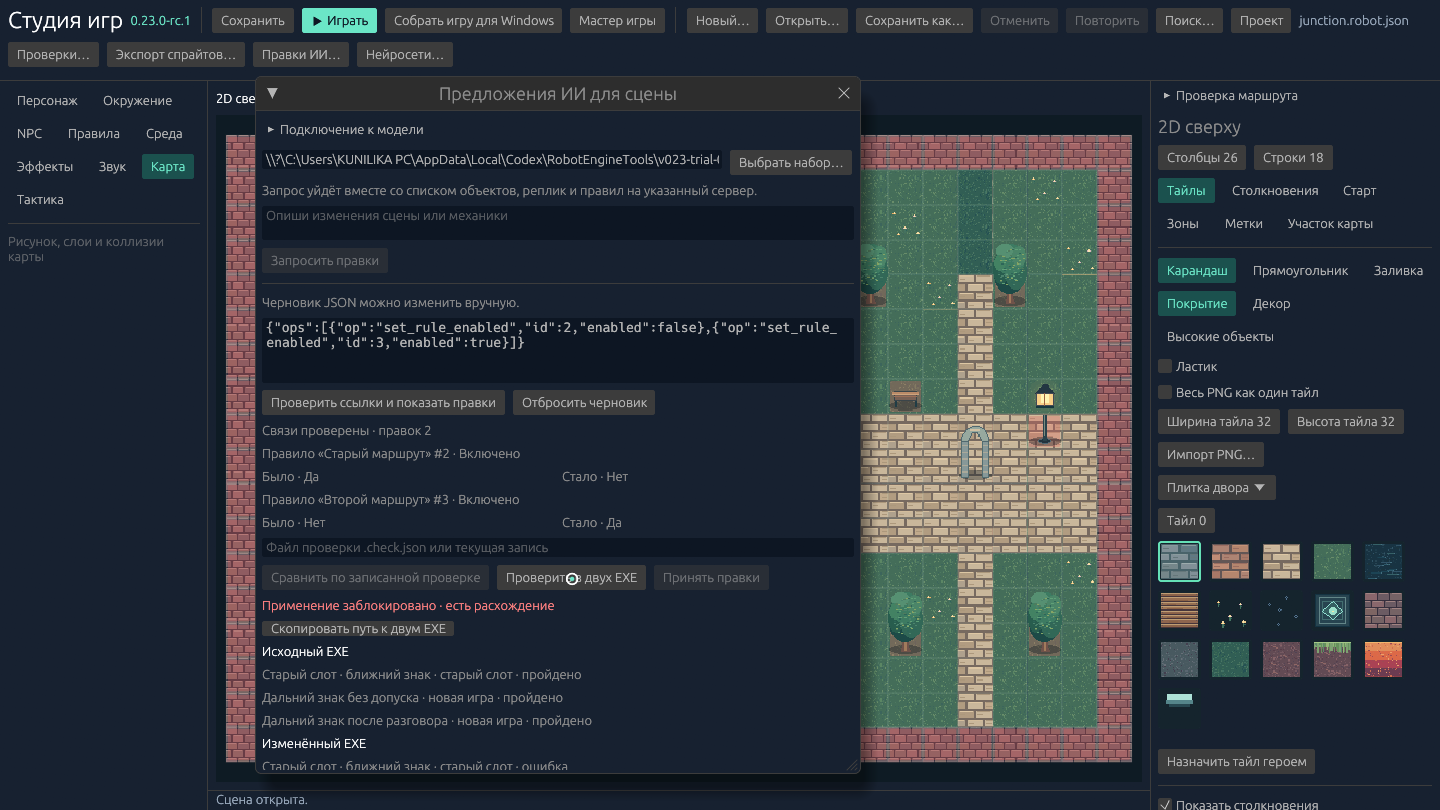 Студия игр 0.23.0-rc.1 Сохранить Играть Собрать игру для Windows Мастер игры Новый... Открыть... Сохранить как... Отменить Повторить Поиск... Проект junction.robot.json
Проверки... Экспорт спрайтов... Правки ИИ... Нейросети...
Персонаж Окружение
NPC Правила Среда
Эффекты Звук Карта
Тактика
Рисунок, слои и коллизии
карты
2D све
Предложения ИИ для сцены
Подключение к модели
\\?\C:\Users\KUNILIKA PC\AppData\Local\Codex\RobotEngineTools\v023-trial- Выбрать набор...
Запрос уйдёт вместе со списком объектов, реплик и правил на указанный сервер.
Опиши изменения сцены или механики
Запросить правки
Черновик JSON можно изменить вручную.
{"ops":[{"op":"set_rule_enabled","id":2,"enabled":false},{"op":"set_rule_
enabled","id":3,"enabled":true}]}
Проверить ссылки и показать правки Отбросить черновик
Связи проверены · правок 2
Правило «Старый маршрут» #2 · Включено
Было · Да Стало · Нет
Правило «Второй маршрут» #3 · Включено
Было · Нет Стало · Да
Файл проверки .check.json или текущая запись
Сравнить по записанной проверке Проверить в двух EXE Принять правки
Применение заблокировано · есть расхождение
Скопировать путь к двум EXE
Исходный EXE
Старый слот · ближний знак · старый слот · пройдено
Дальний знак без допуска · новая игра · пройдено
Дальний знак после разговора · новая игра · пройдено
Изменённый EXE
Старый слот · ближний знак · старый слот · ошибка
Сцена открыта.
Проверка маршрута
2D сверху
Столбцы 26 Строки 18
Тайлы Столкновения Старт
Зоны Метки Участок карты
Карандаш Прямоугольник Заливка
Покрытие Декор
Высокие объекты
Ластик
Весь PNG как один тайл
Ширина тайла 32 Высота тайла 32
Импорт PNG...
Плитка двора
Тайл 0
Назначить тайл героем
Показать столкновения